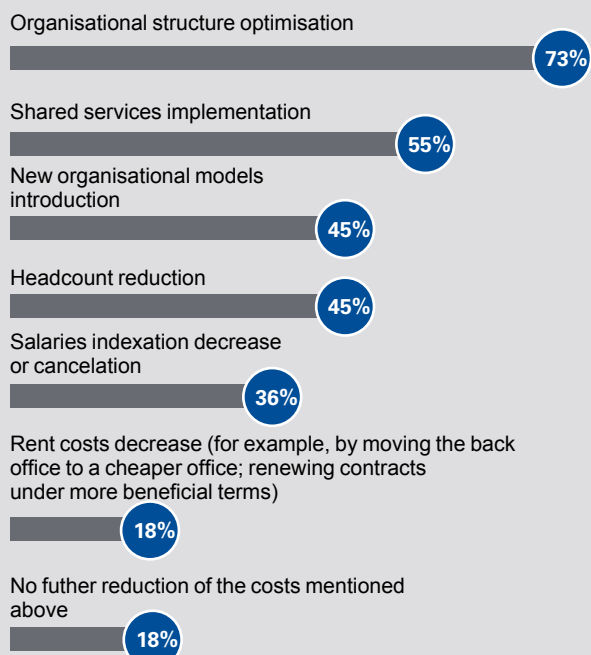 Organisational structure optimisation
73%
Shared services implementation
55%
New organisational models
introduction
45%
Headcount reduction
45%
Salaries indexation decrease
or cancelation
36%
Rent costs decrease (for example, by moving the back
office to a cheaper office; renewing contracts
under more beneficial terms)
18%
No futher reduction of the costs mentioned
above
18%